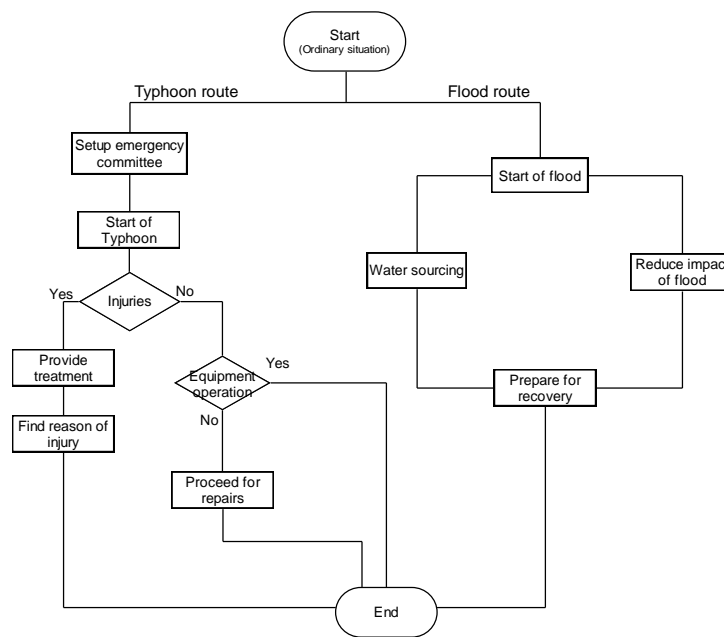 Start
(Ordinary situation)
Typhoon route
Flood route
Setup emergency
committee
Start of flood
Start of
Typhoon
Water sourcing
Reduce impac
of flood
Yes
Injuries
No
Provide
treatment
Equipment
operation
Yes
Prepare for
recovery
No
Find reason of
injury
Proceed for
repairs
End